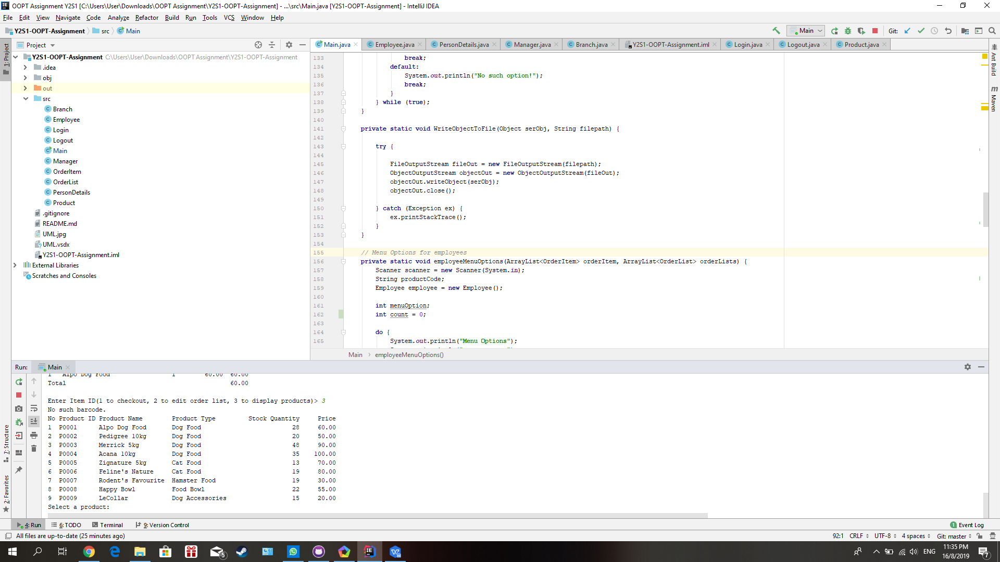 OOPT Assignment Y2S1 [C:\Users\User\Downloads\OOPT Assignment\Y2S1-OOPT-Assignment] - ...\src\Main.java [Y2S1-OOPT-Assignment] - IntelliJ IDEA
File Edit View Navigate Code Analyze Refactor Build Run Tools VCS Window Help
Y2S1-OOPT-Assignment src Main
Main Git:
Project
Main.java Employee.java PersonDetails.java Manager.java Branch.java Y2S1-OOPT-Assignment.iml Login.java Logout.java Product.java
1: Project
Y2S1-OOPT-Assignment C:\Users\User\Downloads\OOPT Assignment\Y2S1-OOPT-Assignment
.idea
obj
out
src
Branch
Employee
Login
Logout
Main
Manager
OrderItem
OrderList
PersonDetails
Product
.gitignore
README.md
UML.jpg
UML.vsdx
Y2S1-OOPT-Assignment.iml
External Libraries
Scratches and Consoles
133 break;
134 default:
135 System.out.println("No such option!");
136 break;
137 }
138 } while (true);
139 }
140
141 private static void WriteObjectToFile(Object serObj, String filepath) {
142
143 try {
144
145 FileOutputStream fileOut = new FileOutputStream(filepath);
146 ObjectOutputStream objectOut = new ObjectOutputStream(fileOut);
147 objectOut.writeObject(serObj);
148 objectOut.close();
149
150 } catch (Exception ex) {
151 ex.printStackTrace();
152 }
153 }
154
155 // Menu Options for employees
156 private static void employeeMenuOptions(ArrayList<OrderItem> orderItem, ArrayList<OrderList> orderLists) {
157 Scanner scanner = new Scanner(System.in);
158 String productCode;
159 Employee employee = new Employee();
160
161 int menuOption;
162 int count = 0;
163
164 do {
165 System.out.println("Menu Options");
Main > employeeMenuOptions()
Ant Build
Maven
Run: Main
7: Structure
2: Favorites
1 Alpo Dog Food 1 60.00 60.00
Total 60.00
Enter Item ID(1 to checkout, 2 to edit order list, 3 to display products)> 3
No such barcode.
No Product ID Product Name Product Type Stock Quantity Price
1 P0001 Alpo Dog Food Dog Food 28 60.00
2 P0002 Pedigree 10kg Dog Food 20 50.00
3 P0003 Merrick 5kg Dog Food 48 90.00
4 P0004 Acana 10kg Dog Food 35 100.00
5 P0005 Zignature 5kg Cat Food 13 70.00
6 P0006 Feline's Nature Cat Food 19 80.00
7 P0007 Rodent's Favourite Hamster Food 19 30.00
8 P0008 Happy Bowl Food Bowl 22 55.00
9 P0009 LeCollar Dog Accessories 15 20.00
Select a product:
4: Run 6: TODO Terminal 9: Version Control 1 Event Log
All files are up-to-date (25 minutes ago) 92:1 CRLF UTF-8 4 spaces Git: master
5 ENG 11:35 PM 7
16/8/2019